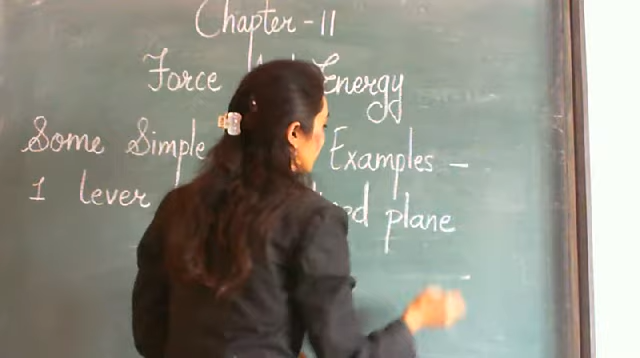 Chapter - 11
Force Energy
Some Simple Examples -
1 lever plane